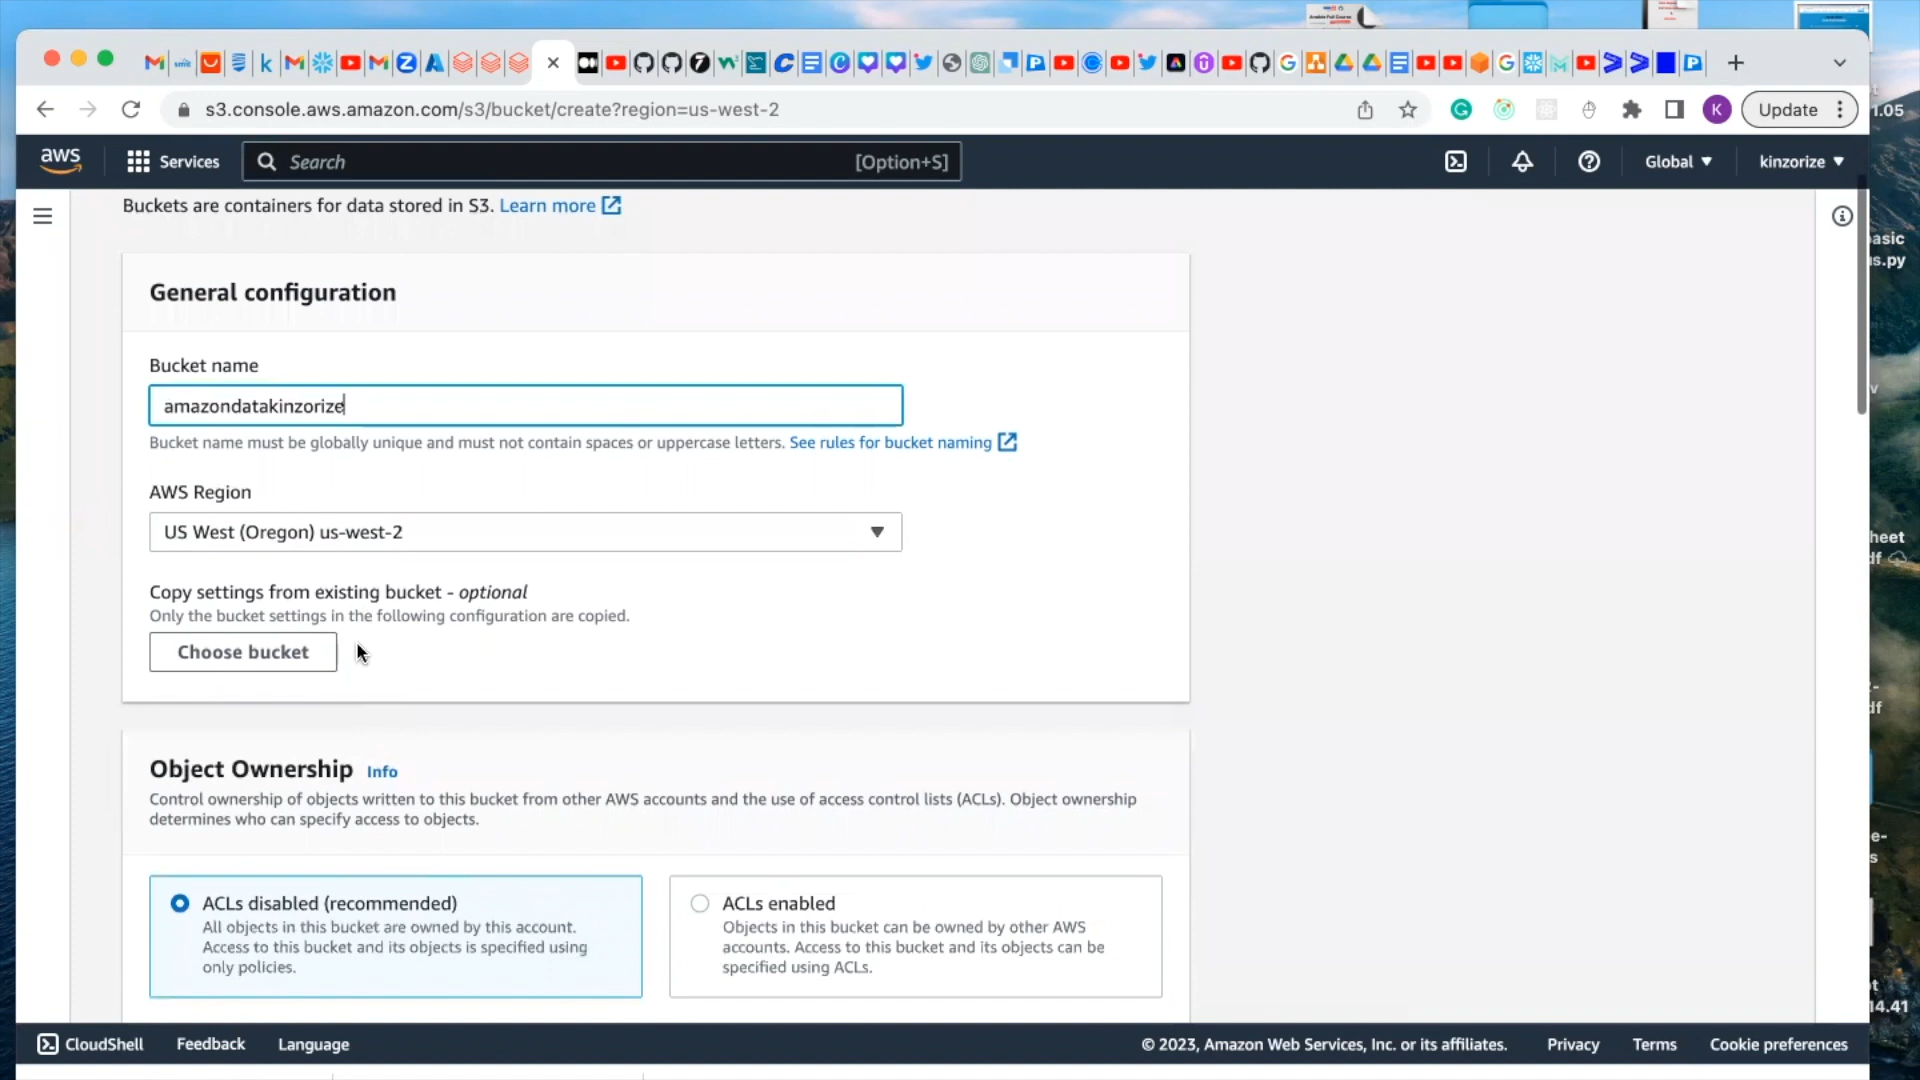 s3.console.aws.amazon.com/s3/bucket/create?region=us-west-2
K
Update
aws
Services
Search
[Option+S]
Global
kinzorize
Buckets are containers for data stored in S3. Learn more
General configuration
Bucket name
amazondatakinzorize
Bucket name must be globally unique and must not contain spaces or uppercase letters. See rules for bucket naming
AWS Region
US West (Oregon) us-west-2
Copy settings from existing bucket - optional
Only the bucket settings in the following configuration are copied.
Choose bucket
Object Ownership Info
Control ownership of objects written to this bucket from other AWS accounts and the use of access control lists (ACLs). Object ownership
determines who can specify access to objects.
ACLs disabled (recommended)
All objects in this bucket are owned by this account.
Access to this bucket and its objects is specified using
only policies.
ACLs enabled
Objects in this bucket can be owned by other AWS
accounts. Access to this bucket and its objects can be
specified using ACLs.
CloudShell
Feedback
Language
© 2023, Amazon Web Services, Inc. or its affiliates.
Privacy
Terms
Cookie preferences